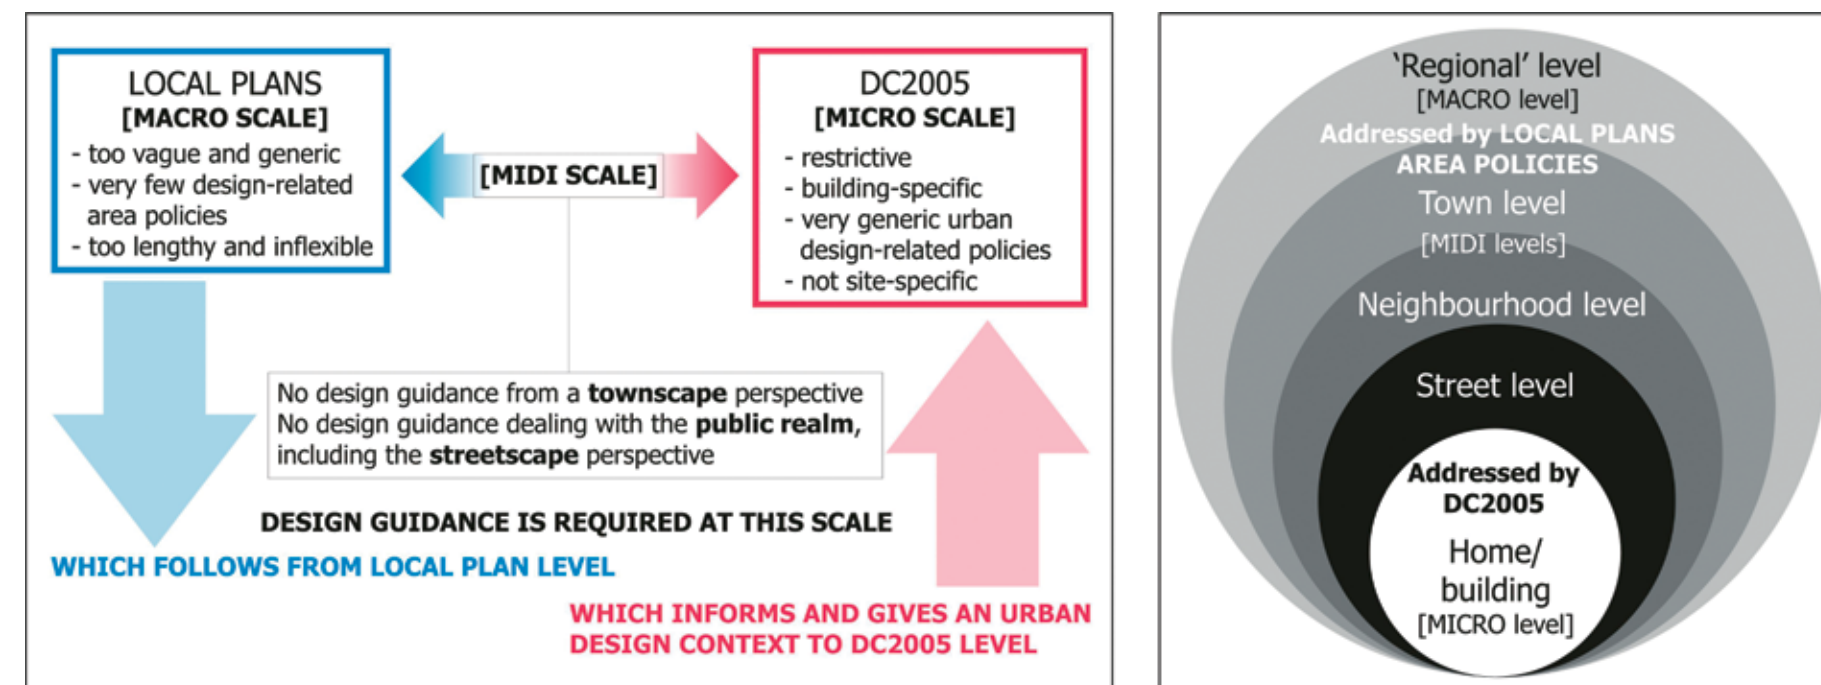 LOCAL PLANS
[MACRO SCALE]
- too vague and generic
- very few design-related
area policies
- too lengthy and inflexible
[MIDI SCALE]
DC2005
[MICRO SCALE]
- restrictive
- building-specific
- very generic urban
design-related policies
- not site-specific
No design guidance from a townscape perspective
No design guidance dealing with the public realm,
including the streetscape perspective
DESIGN GUIDANCE IS REQUIRED AT THIS SCALE
WHICH FOLLOWS FROM LOCAL PLAN LEVEL
WHICH INFORMS AND GIVES AN URBAN
DESIGN CONTEXT TO DC2005 LEVEL
‘Regional’ level
[MACRO level]
Addressed by LOCAL PLANS
AREA POLICIES
Town level
[MIDI levels]
Neighbourhood level
Street level
Addressed by
DC2005
Home/
building
[MICRO level]